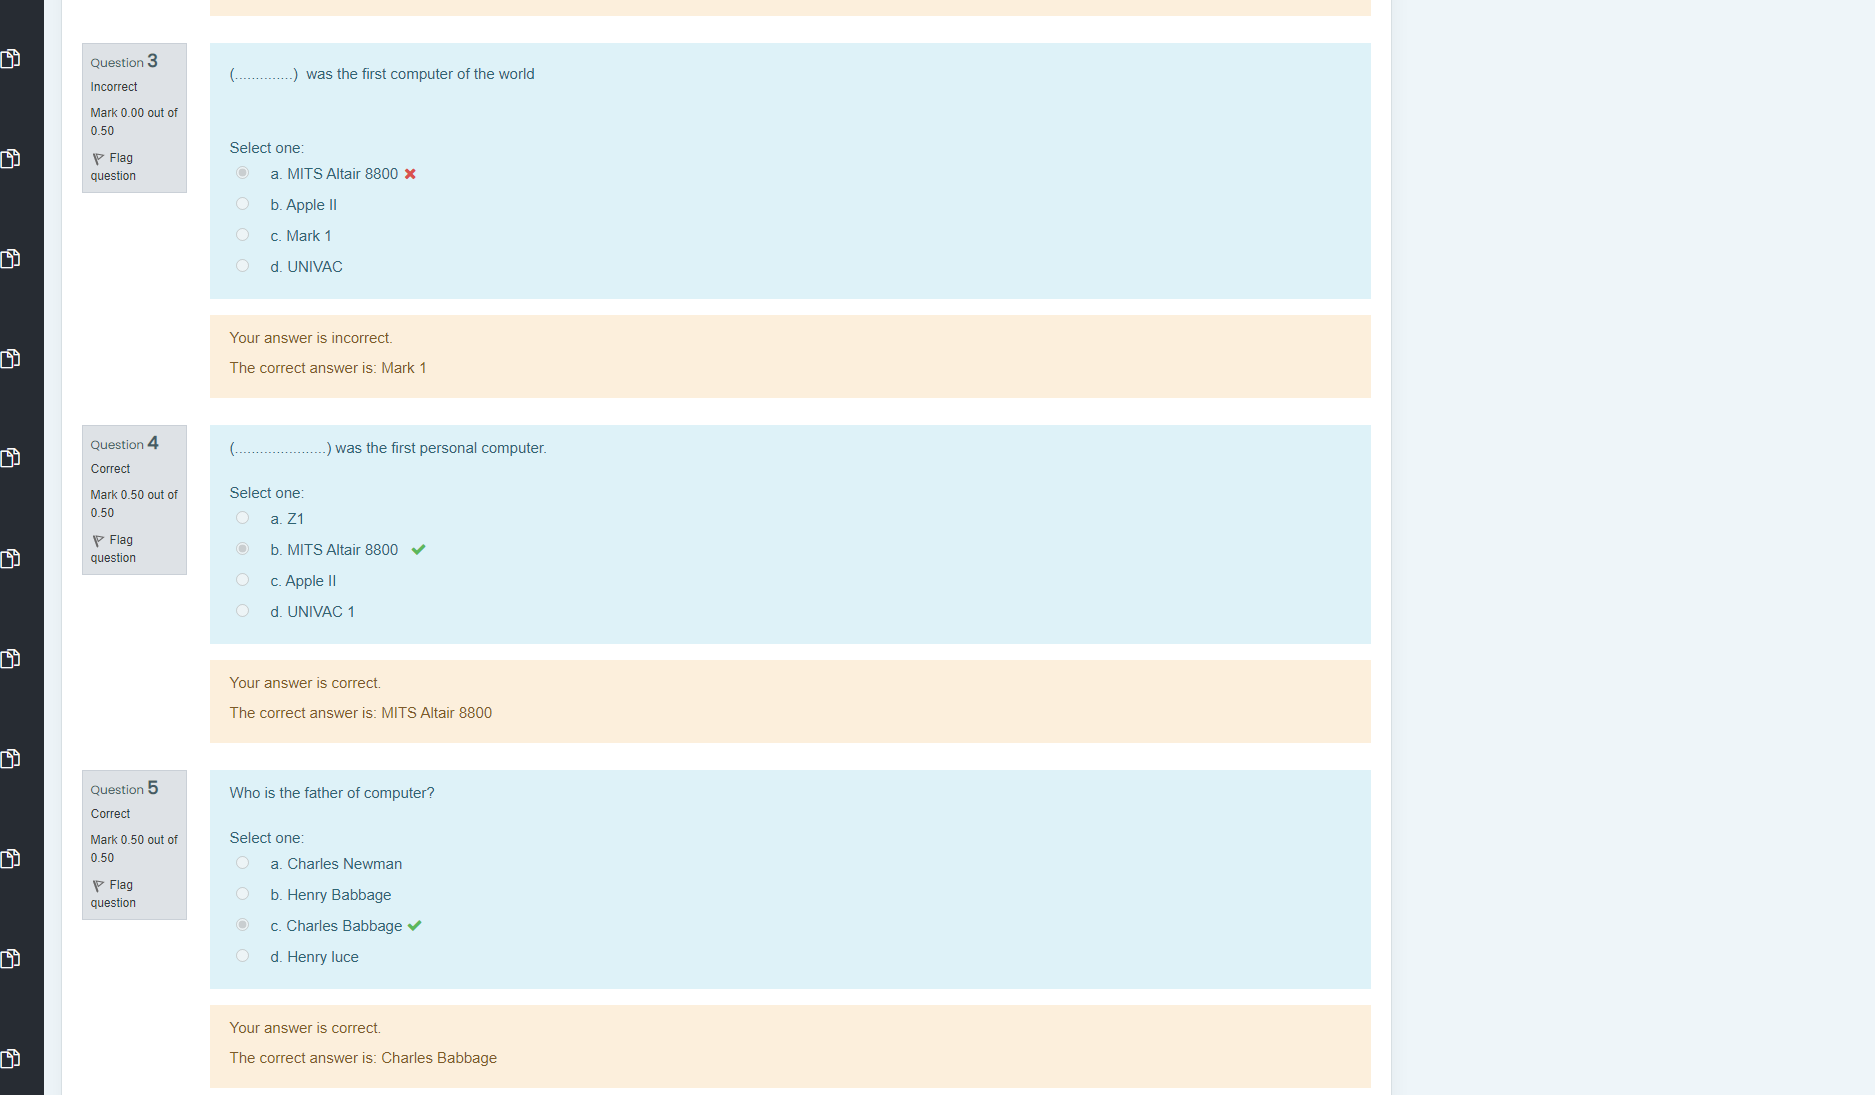 Question 3
Incorrect
Mark 0.00 out of
0.50
Flag
question
(..............)  was the first computer of the world
Select one:
a. MITS Altair 8800
b. Apple II
c. Mark 1
d. UNIVAC
Your answer is incorrect.
The correct answer is: Mark 1
Question 4
Correct
Mark 0.50 out of
0.50
Flag
question
(......................) was the first personal computer.
Select one:
a. Z1
b. MITS Altair 8800
c. Apple II
d. UNIVAC 1
Your answer is correct.
The correct answer is: MITS Altair 8800
Question 5
Correct
Mark 0.50 out of
0.50
Flag
question
Who is the father of computer?
Select one:
a. Charles Newman
b. Henry Babbage
c. Charles Babbage
d. Henry luce
Your answer is correct.
The correct answer is: Charles Babbage